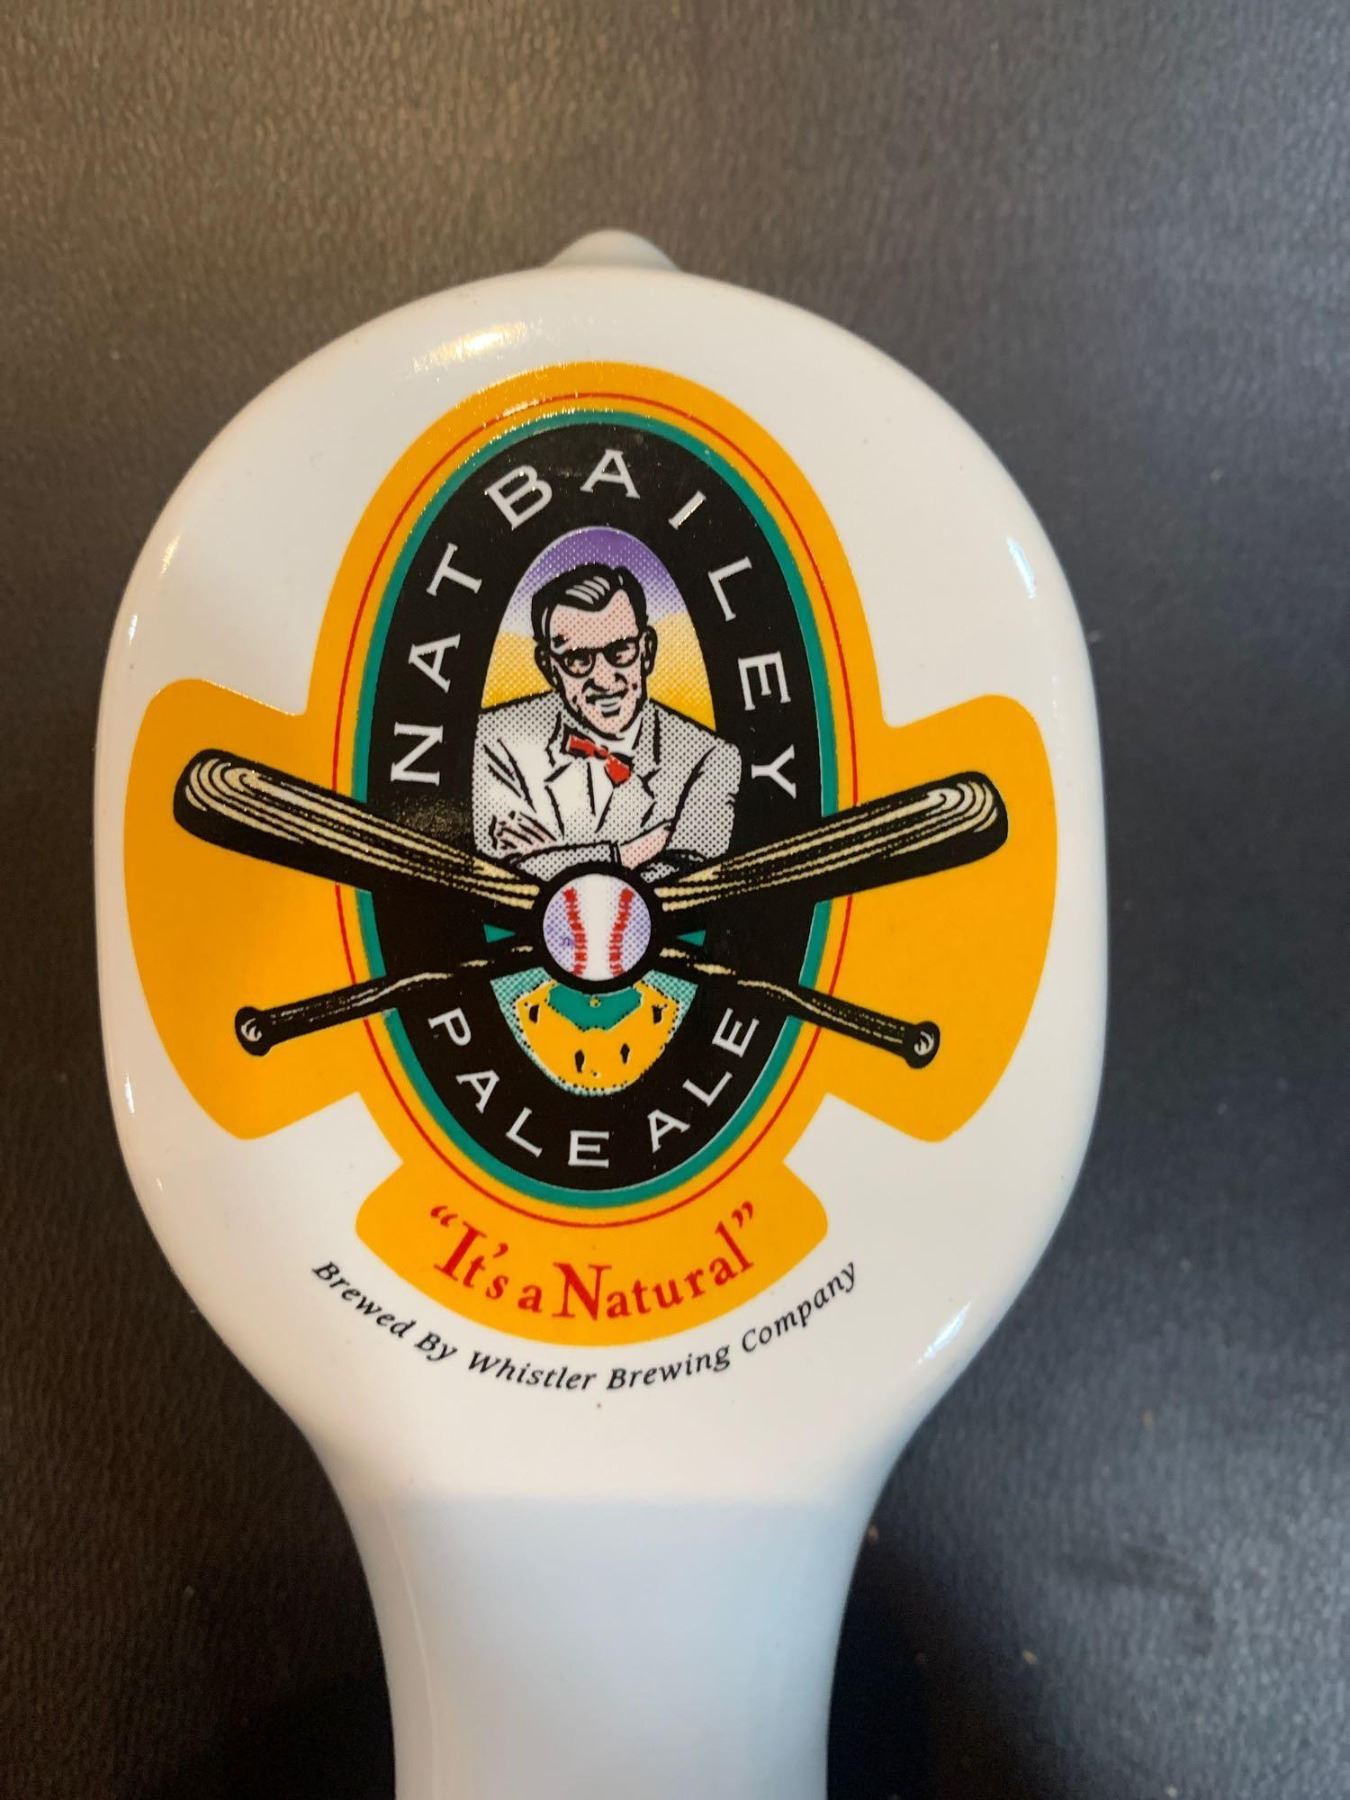 NAT BAILEY
PALE ALE
“It's a Natural”
Brewed By Whistler Brewing Company